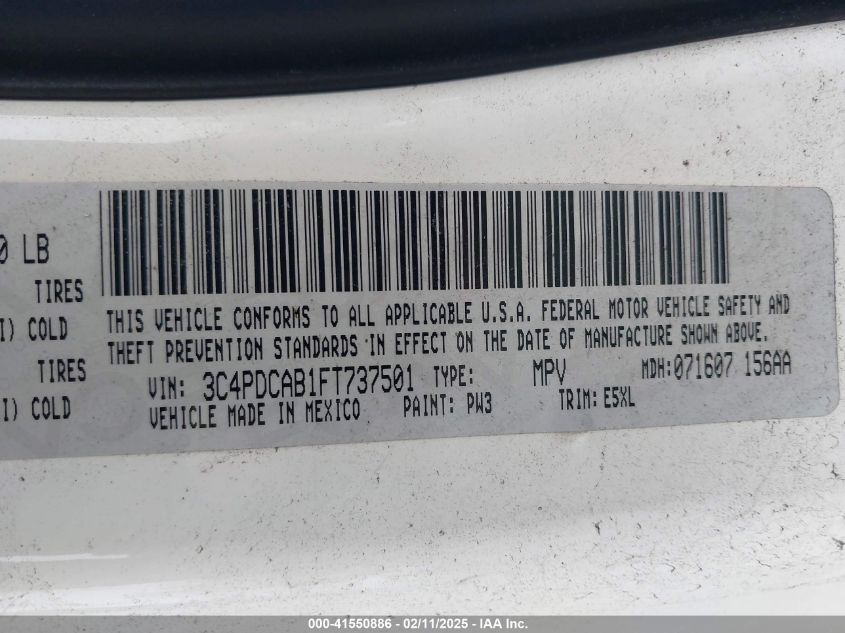 0 LB
TIRES
I) COLD
TIRES
I) COLD
THIS VEHICLE CONFORMS TO ALL APPLICABLE U.S.A. FEDERAL MOTOR VEHICLE SAFETY AND
THEFT PREVENTION STANDARDS IN EFFECT ON THE DATE OF MANUFACTURE SHOWN ABOVE.
VIN: 3C4PDCAB1FT737501 TYPE: MPV MDH:071607 156AA
VEHICLE MADE IN MEXICO PAINT: PW3 TRIM: E5XL
000-41550886 - 02/11/2025 - IAA Inc.